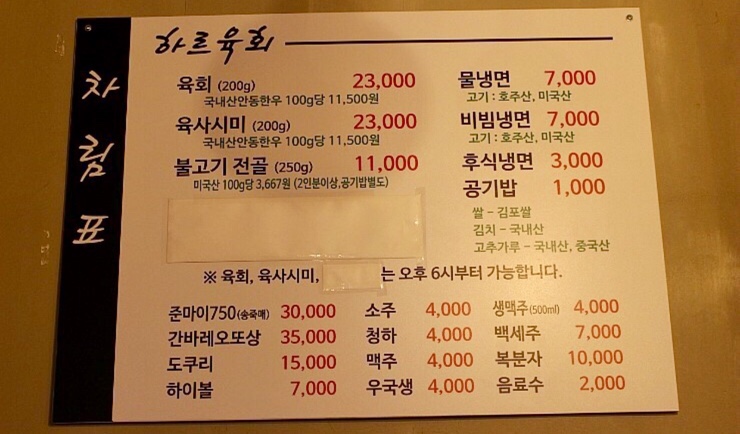 차림표
하르육회
육회 (200g) 23,000
국내산안동한우 100g당 11,500원
육사시미 (200g) 23,000
국내산안동한우 100g당 11,500원
불고기 전골 (250g) 11,000
미국산 100g당 3,667원 (2인분이상,공기밥별도)
물냉면 7,000
고기 : 호주산, 미국산
비빔냉면 7,000
고기 : 호주산, 미국산
후식냉면 3,000
공기밥 1,000
쌀 - 김포쌀
김치 - 국내산
고추가루 - 국내산, 중국산
※ 육회, 육사시미, 는 오후 6시부터 가능합니다.
준마이750(송죽매) 30,000
간바레오또상 35,000
도쿠리 15,000
하이볼 7,000
소주 4,000
청하 4,000
맥주 4,000
우국생 4,000
생맥주(500ml) 4,000
백세주 7,000
복분자 10,000
음료수 2,000